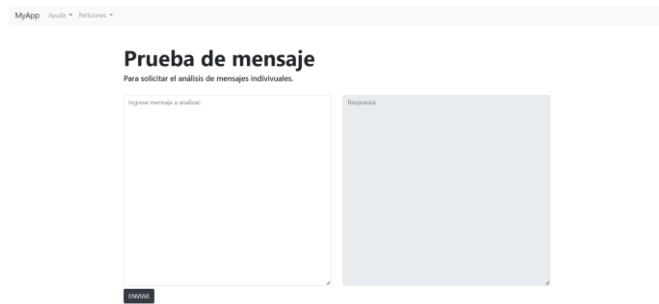 MyApp Ayuda Peticiones
Prueba de mensaje
Para solicitar el análisis de mensajes indivivuales.
Ingrese mensaje a analizar: Respuesta:
ENVIAR